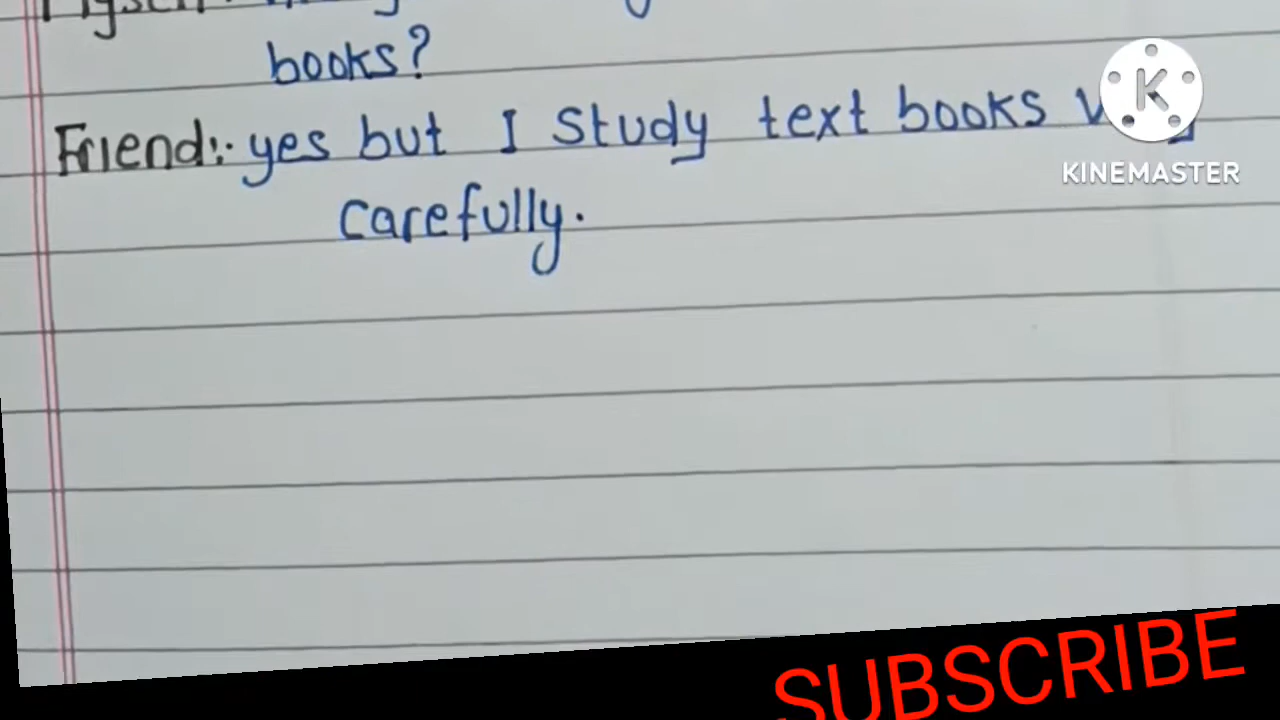 books?
Friend:- yes but I study text books
carefully.
KINEMASTER
SUBSCRIBE